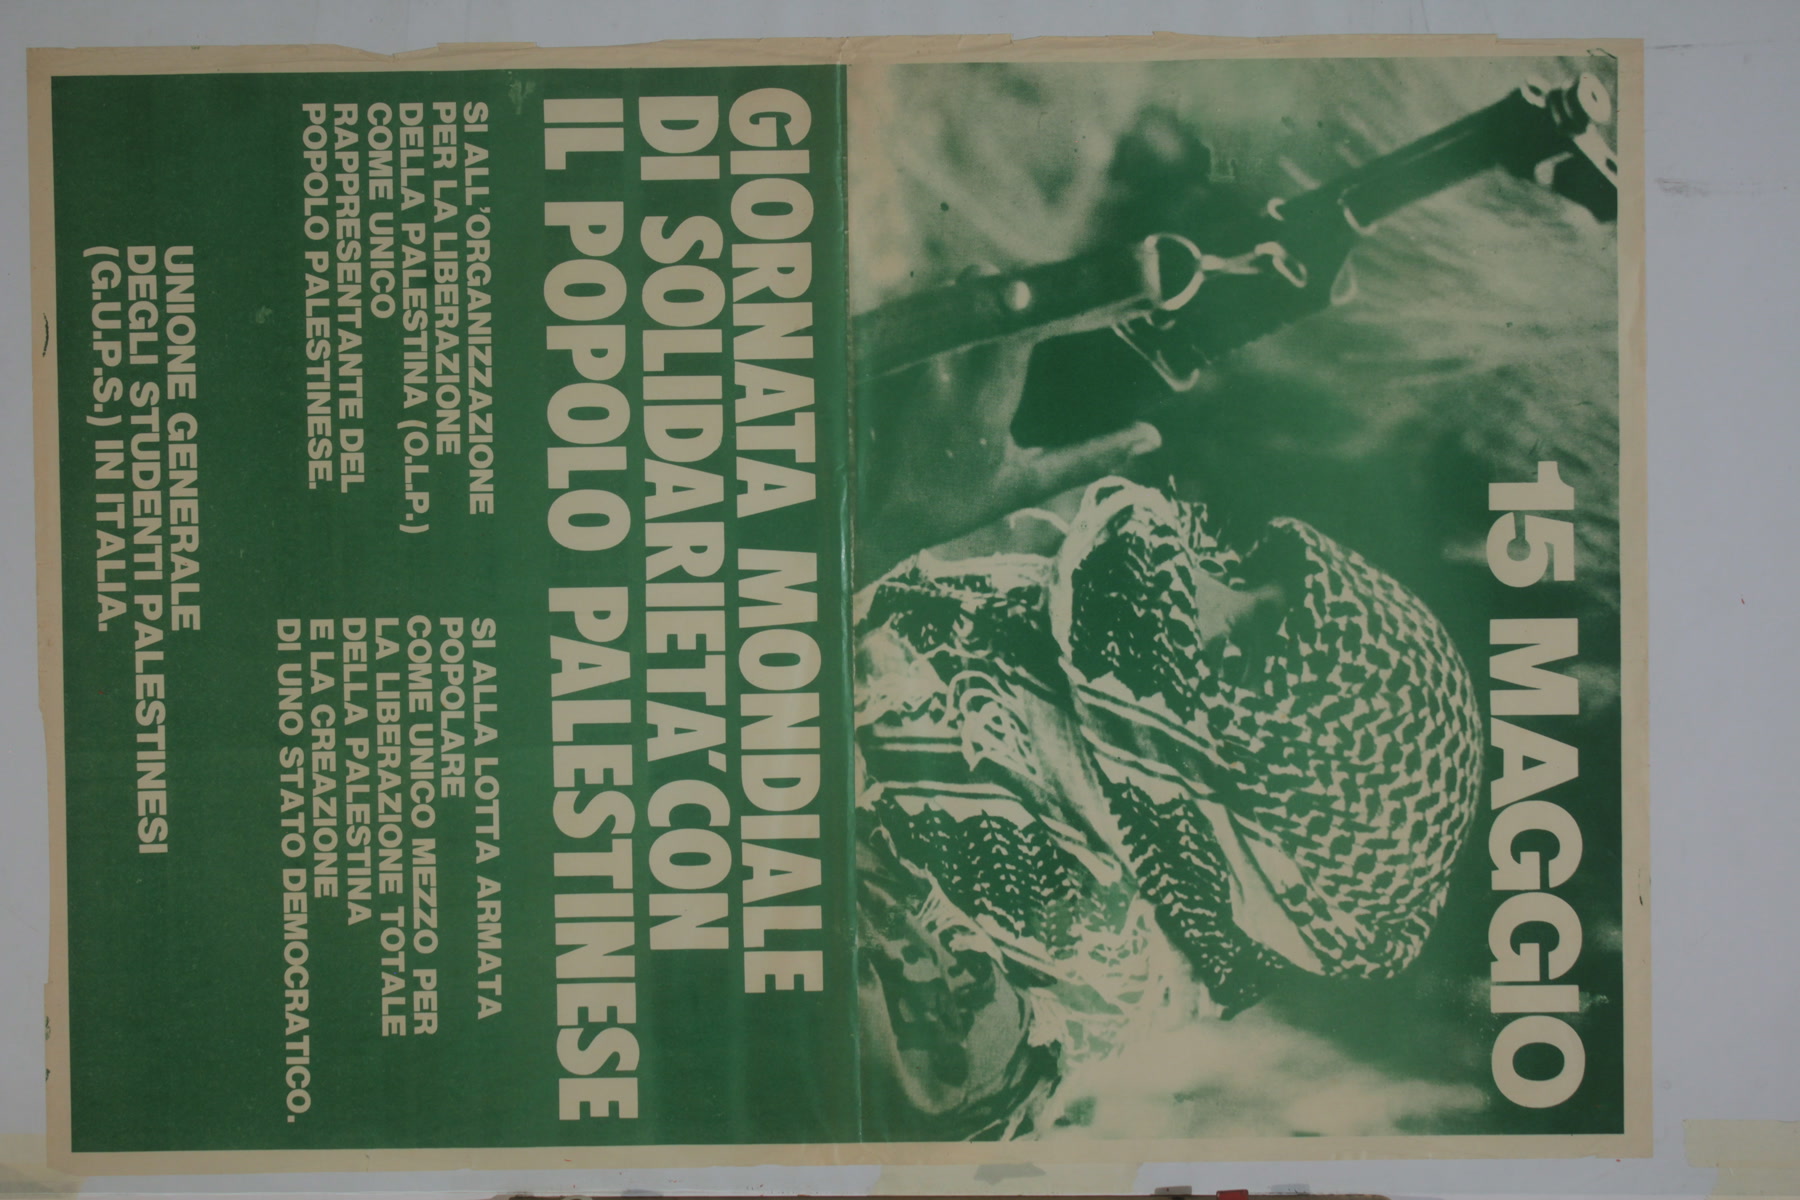 15 MAGGIO
GIORNATA MONDIALE
DI SOLIDARIETA' CON
IL POPOLO PALESTINESE
SI ALL'ORGANIZZAZIONE
PER LA LIBERAZIONE
DELLA PALESTINA (O.L.P.)
COME UNICO
RAPPRESENTANTE DEL
POPOLO PALESTINESE.
SI ALLA LOTTA ARMATA
POPOLARE
COME UNICO MEZZO PER
LA LIBERAZIONE TOTALE
DELLA PALESTINA
E LA CREAZIONE
DI UNO STATO DEMOCRATICO.
UNIONE GENERALE
DEGLI STUDENTI PALESTINESI
(G.U.P.S.) IN ITALIA.